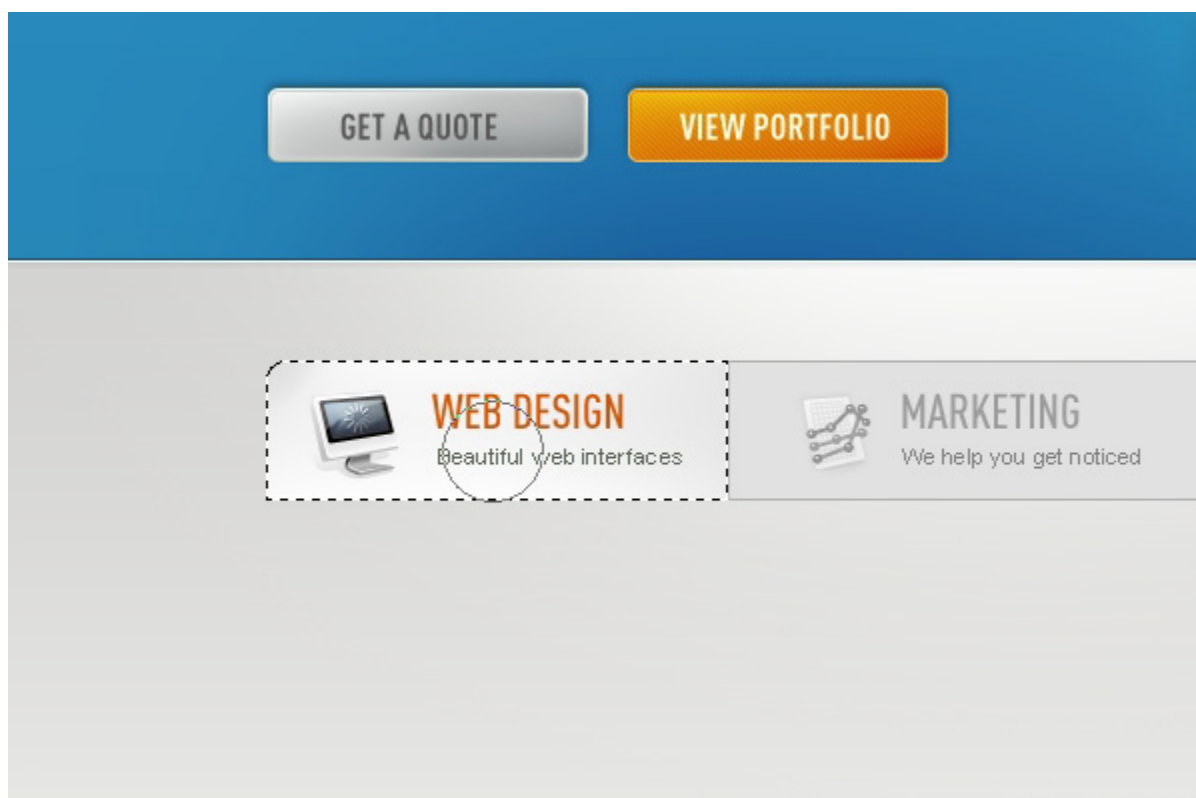 GET A QUOTE
VIEW PORTFOLIO
WEB DESIGN
Beautiful web interfaces
MARKETING
We help you get noticed